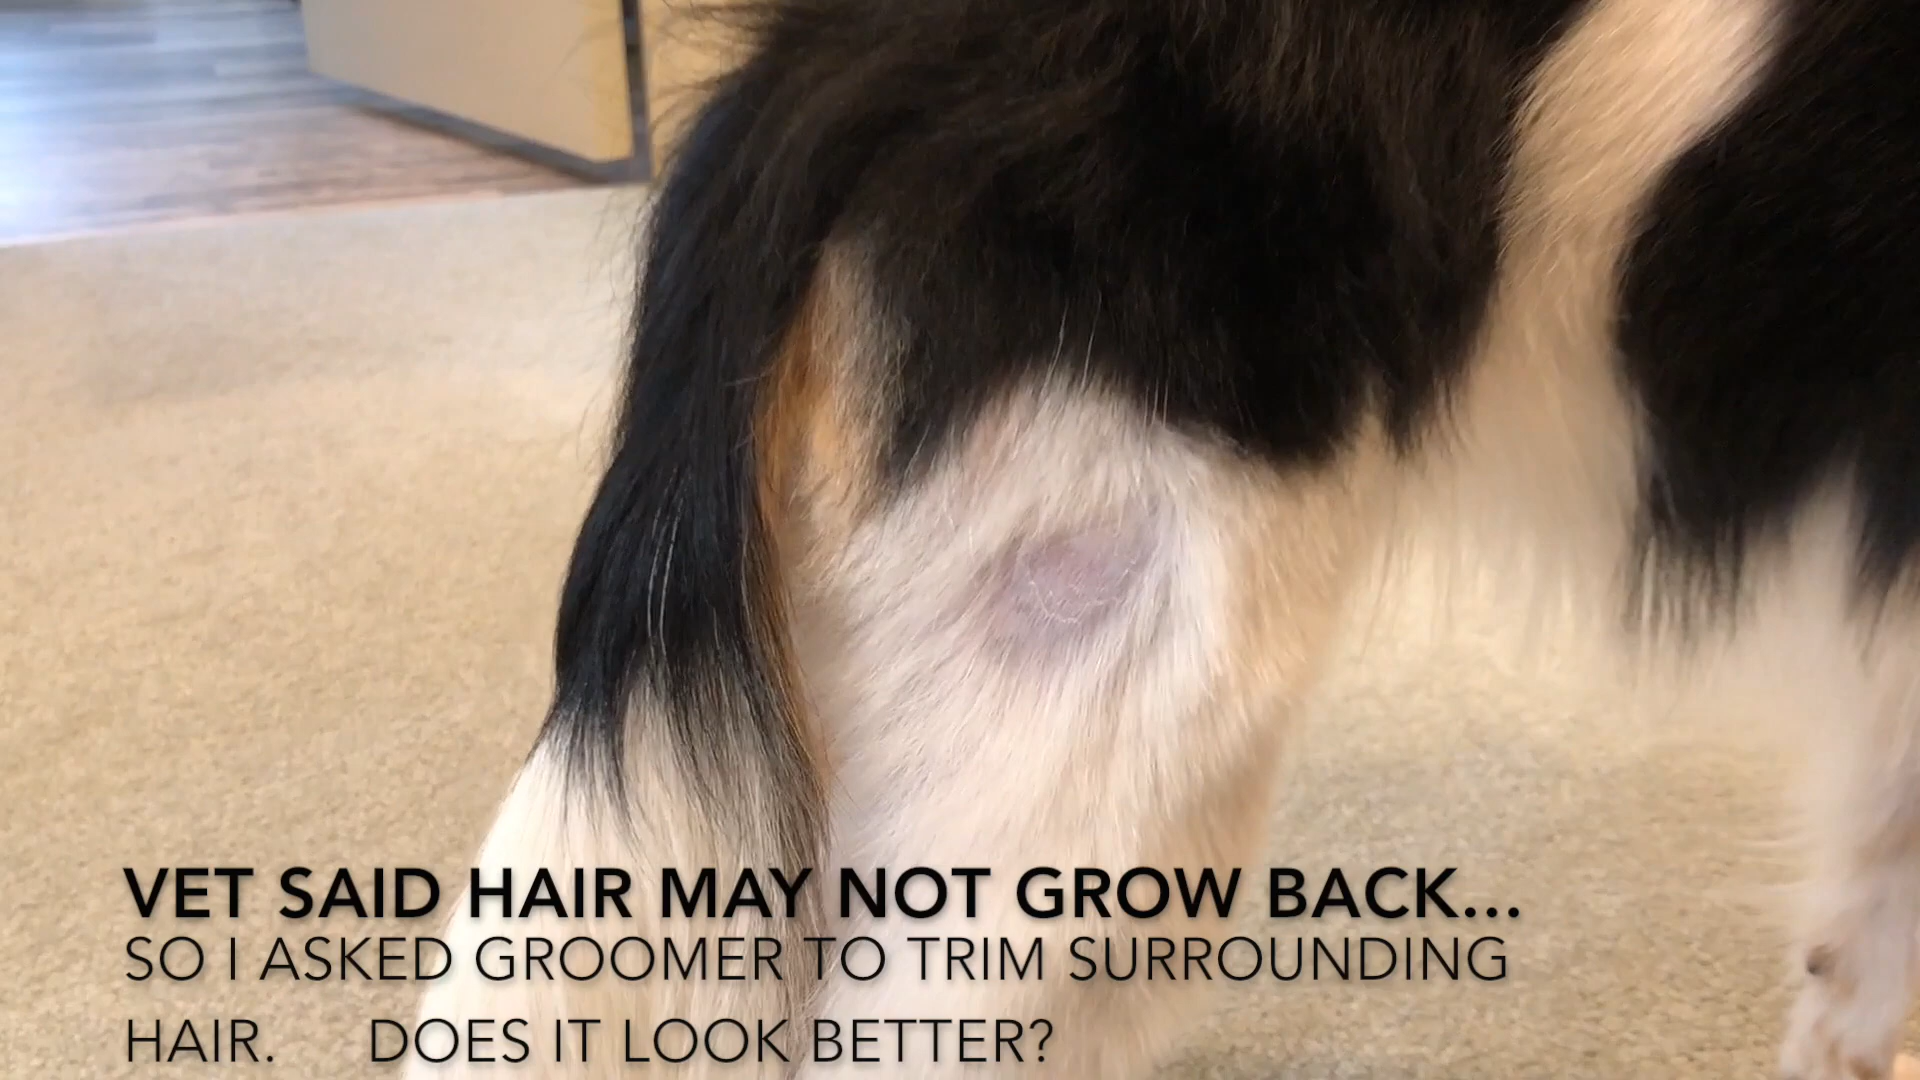 VET SAID HAIR MAY NOT GROW BACK...
SO I ASKED GROOMER TO TRIM SURROUNDING
HAIR. DOES IT LOOK BETTER?